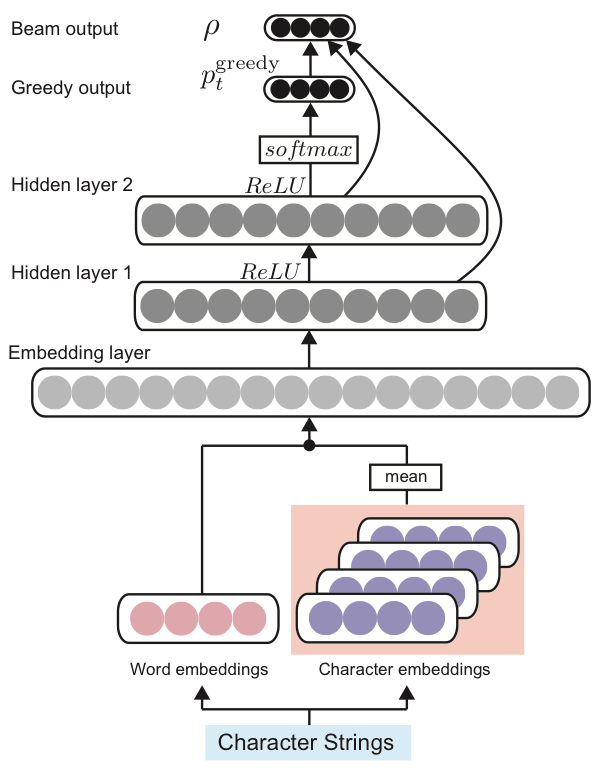 Beam output ρ
Greedy output p_t^greedy
softmax
Hidden layer 2 ReLU
Hidden layer 1 ReLU
Embedding layer
mean
Word embeddings Character embeddings
Character Strings